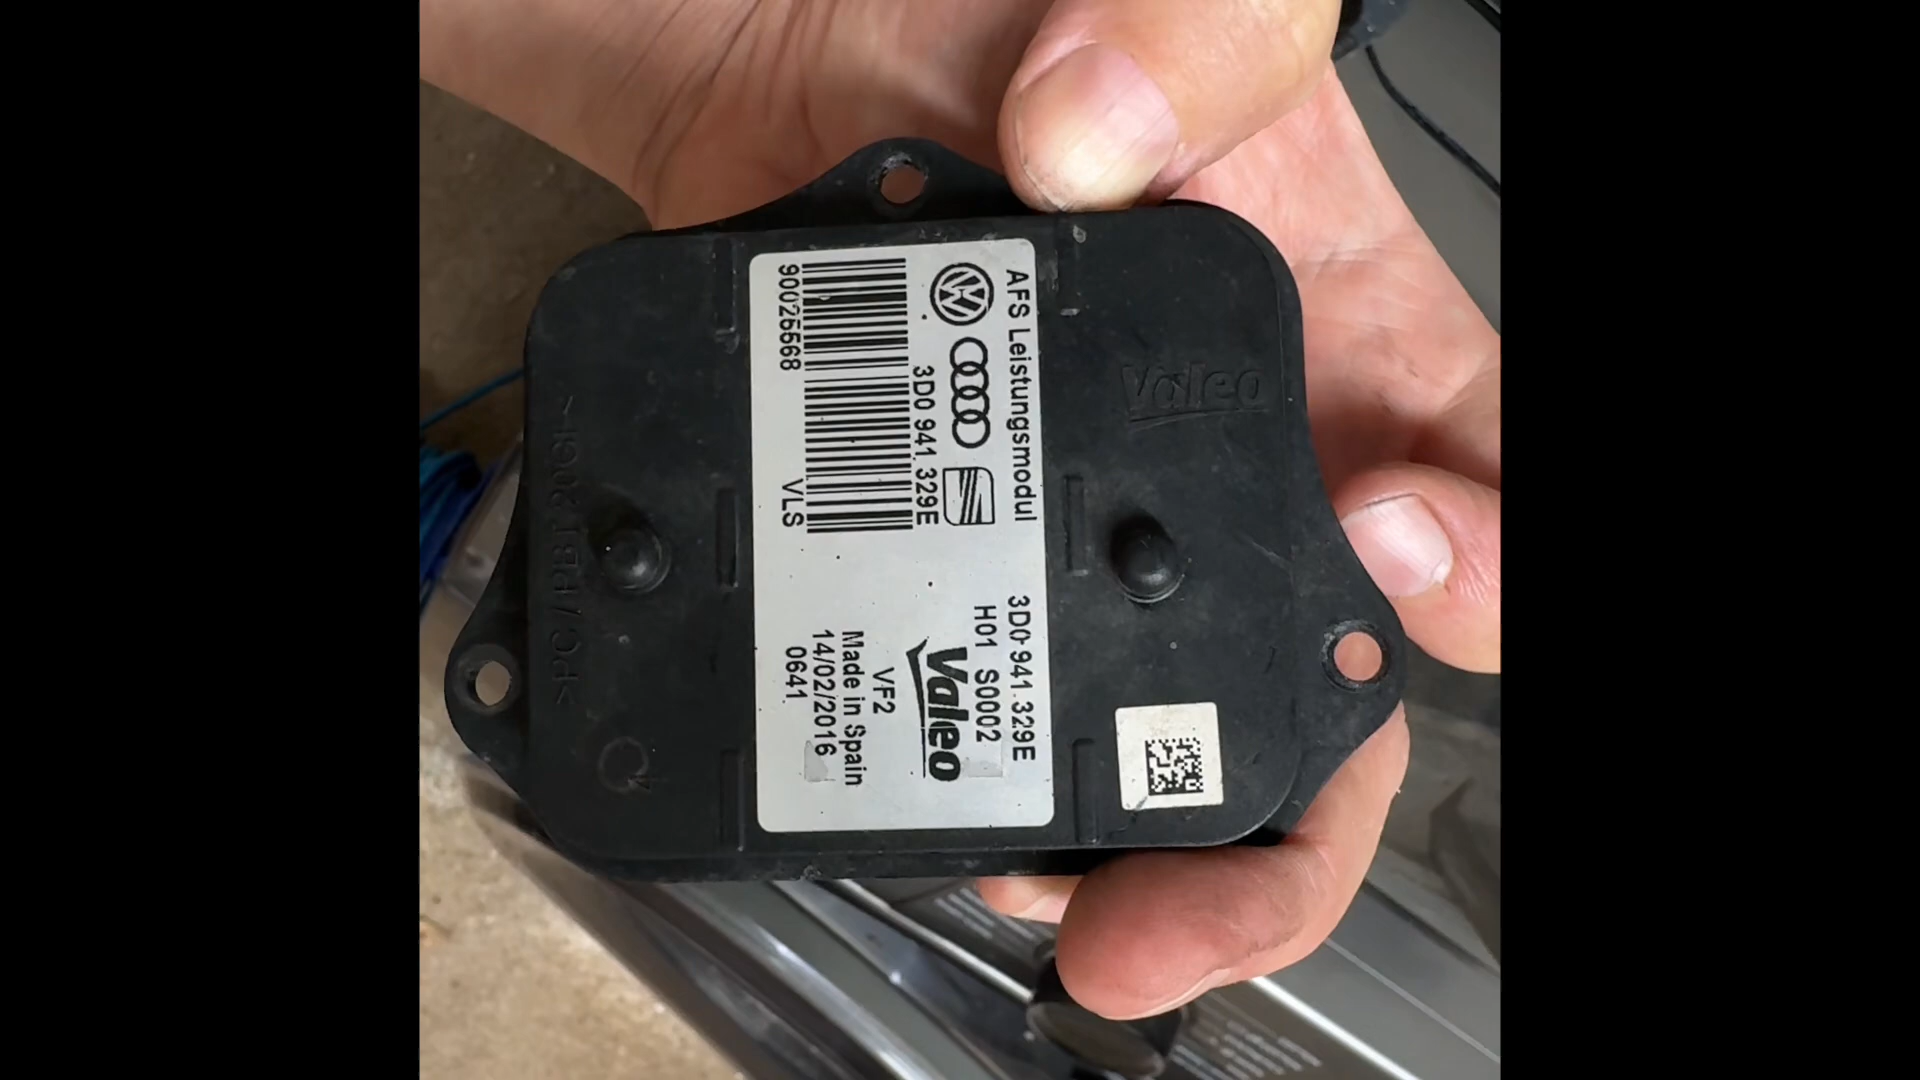 AFS Leistungsmodul
3D0 941.329E
90025568
VLS
3D0 941.329E
H01 S0002
Valeo
VF2
Made in Spain
14/02/2016
0641
Valeo